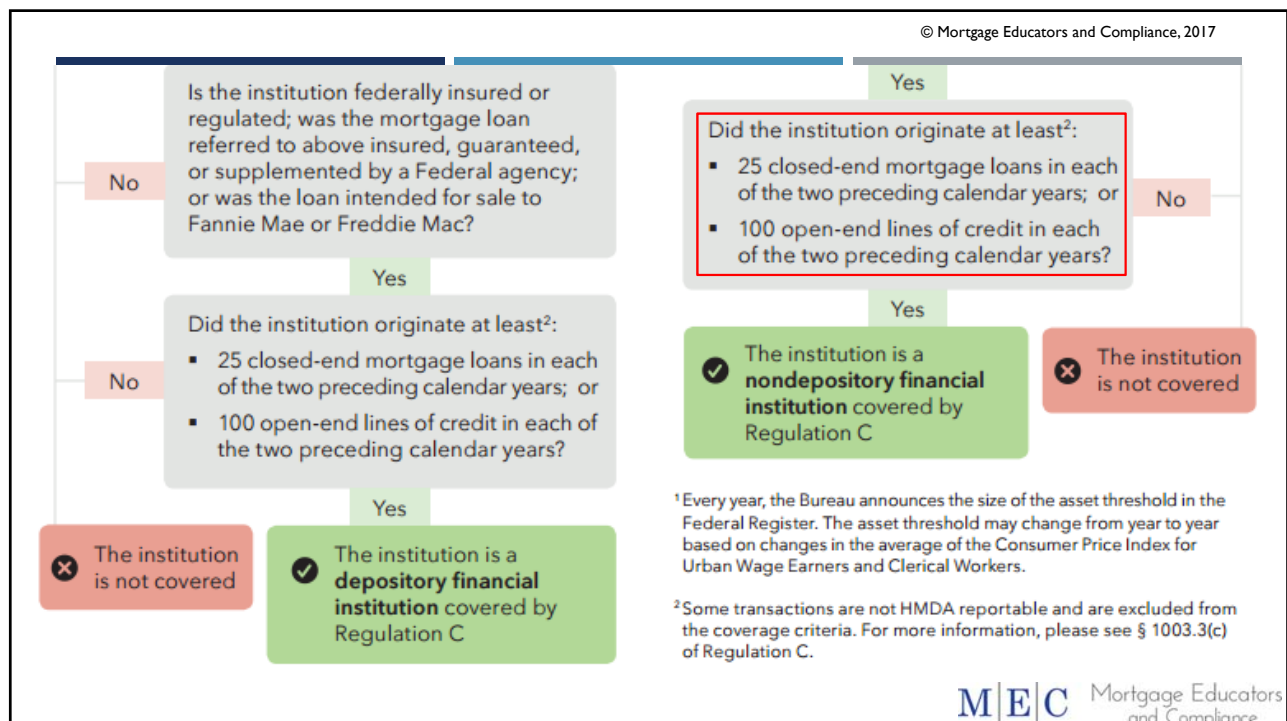 © Mortgage Educators and Compliance, 2017
Is the institution federally insured or
regulated; was the mortgage loan
referred to above insured, guaranteed,
or supplemented by a Federal agency;
or was the loan intended for sale to
Fannie Mae or Freddie Mac?
No
Yes
Did the institution originate at least²:
▪ 25 closed-end mortgage loans in each
of the two preceding calendar years; or
▪ 100 open-end lines of credit in each of
the two preceding calendar years?
No
Yes
The institution
is not covered
The institution is a
depository financial
institution covered by
Regulation C
Yes
Did the institution originate at least²:
▪ 25 closed-end mortgage loans in each
of the two preceding calendar years; or
▪ 100 open-end lines of credit in each
of the two preceding calendar years?
No
Yes
The institution is a
nondepository financial
institution covered by
Regulation C
The institution
is not covered
¹ Every year, the Bureau announces the size of the asset threshold in the
Federal Register. The asset threshold may change from year to year
based on changes in the average of the Consumer Price Index for
Urban Wage Earners and Clerical Workers.
² Some transactions are not HMDA reportable and are excluded from
the coverage criteria. For more information, please see § 1003.3(c)
of Regulation C.
M|E|C Mortgage Educators
and Compliance